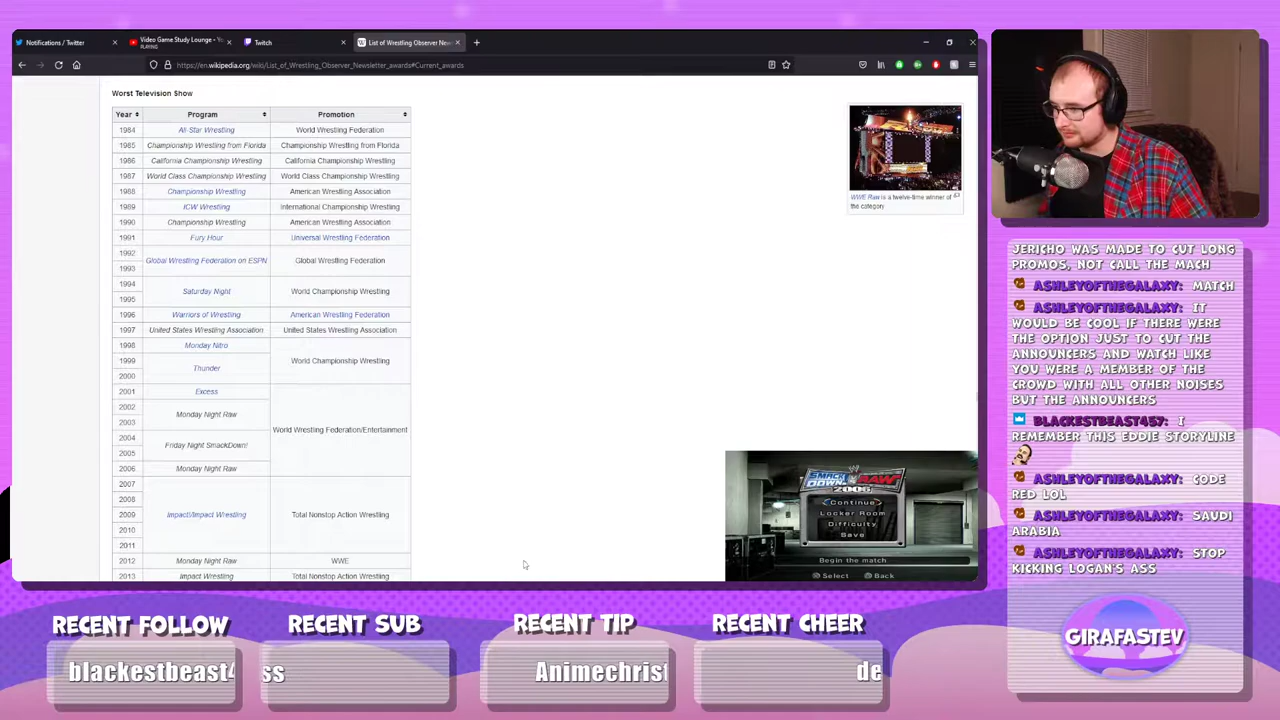 Notifications / Twitter
Video Game Study Lounge
PLAYING
Twitch
List of Wrestling Observer New
https://en.wikipedia.org/wiki/List_of_Wrestling_Observer_Newsletter_awards#Current_awards
Worst Television Show
Year Program Promotion
1984 All-Star Wrestling World Wrestling Federation
1985 Championship Wrestling from Florida Championship Wrestling from Florida
1986 California Championship Wrestling California Championship Wrestling
1987 World Class Championship Wrestling World Class Championship Wrestling
1988 Championship Wrestling American Wrestling Association
1989 ICW Wrestling International Championship Wrestling
1990 Championship Wrestling American Wrestling Association
1991 Fury Hour Universal Wrestling Federation
1992
Global Wrestling Federation on ESPN Global Wrestling Federation
1993
1994
Saturday Night World Championship Wrestling
1995
1996 Warriors of Wrestling American Wrestling Federation
1997 United States Wrestling Association United States Wrestling Association
1998 Monday Nitro
1999 World Championship Wrestling
Thunder
2000
2001 Excess
2002
Monday Night Raw
2003
World Wrestling Federation/Entertainment
2004
Friday Night SmackDown!
2005
2006 Monday Night Raw
2007
2008
2009 Impact/Impact Wrestling Total Nonstop Action Wrestling
2010
2011
2012 Monday Night Raw WWE
2013 Impact Wrestling Total Nonstop Action Wrestling
WWE Raw is a twelve-time winner of
the category
SMACK
DOWN! RAW
2006
Continue
Locker Room
Difficulty
Save
Begin the match
Select Back
JERICHO WAS MADE TO CUT LONG
PROMOS, NOT CALL THE MACH
ASHLEYOFTHEGALAXY: MATCH
ASHLEYOFTHEGALAXY: IT
WOULD BE COOL IF THERE WERE
THE OPTION JUST TO CUT THE
ANNOUNCERS AND WATCH LIKE
YOU WERE A MEMBER OF THE
CROWD WITH ALL OTHER NOISES
BUT THE ANNOUNCERS
BLACKESTBEAST457: I
REMEMBER THIS EDDIE STORYLINE
ASHLEYOFTHEGALAXY: CODE
RED LOL
ASHLEYOFTHEGALAXY: SAUDI
ARABIA
ASHLEYOFTHEGALAXY: STOP
KICKING LOGAN'S ASS
GIRAFASTEV
RECENT FOLLOW RECENT SUB RECENT TIP RECENT CHEER
blackestbeast4 ss Animechris de